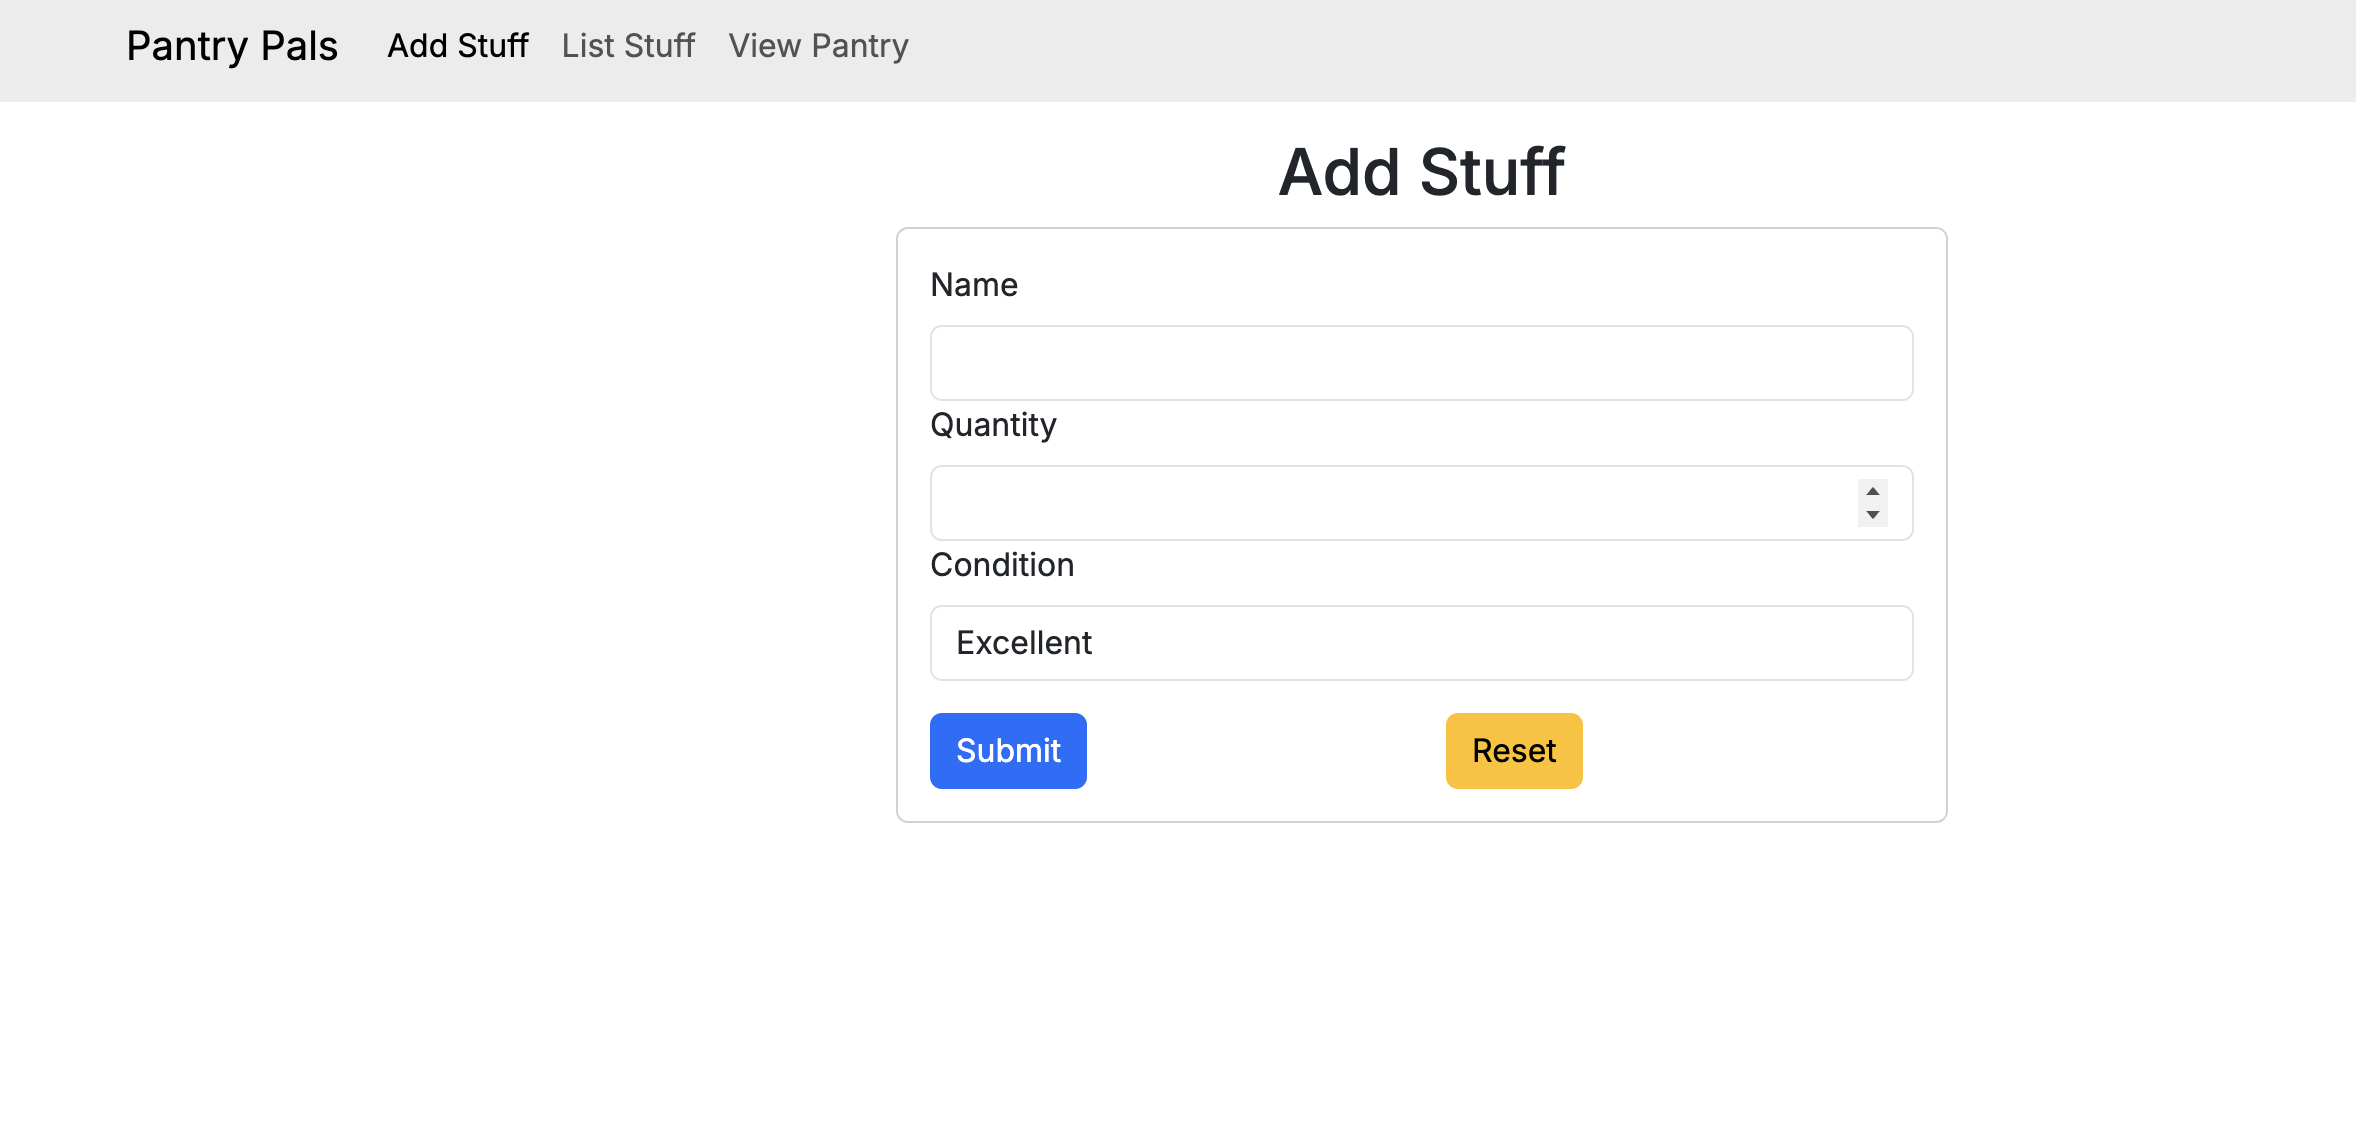 Pantry Pals Add Stuff List Stuff View Pantry
Add Stuff
Name
Quantity
Condition
Excellent
Submit Reset